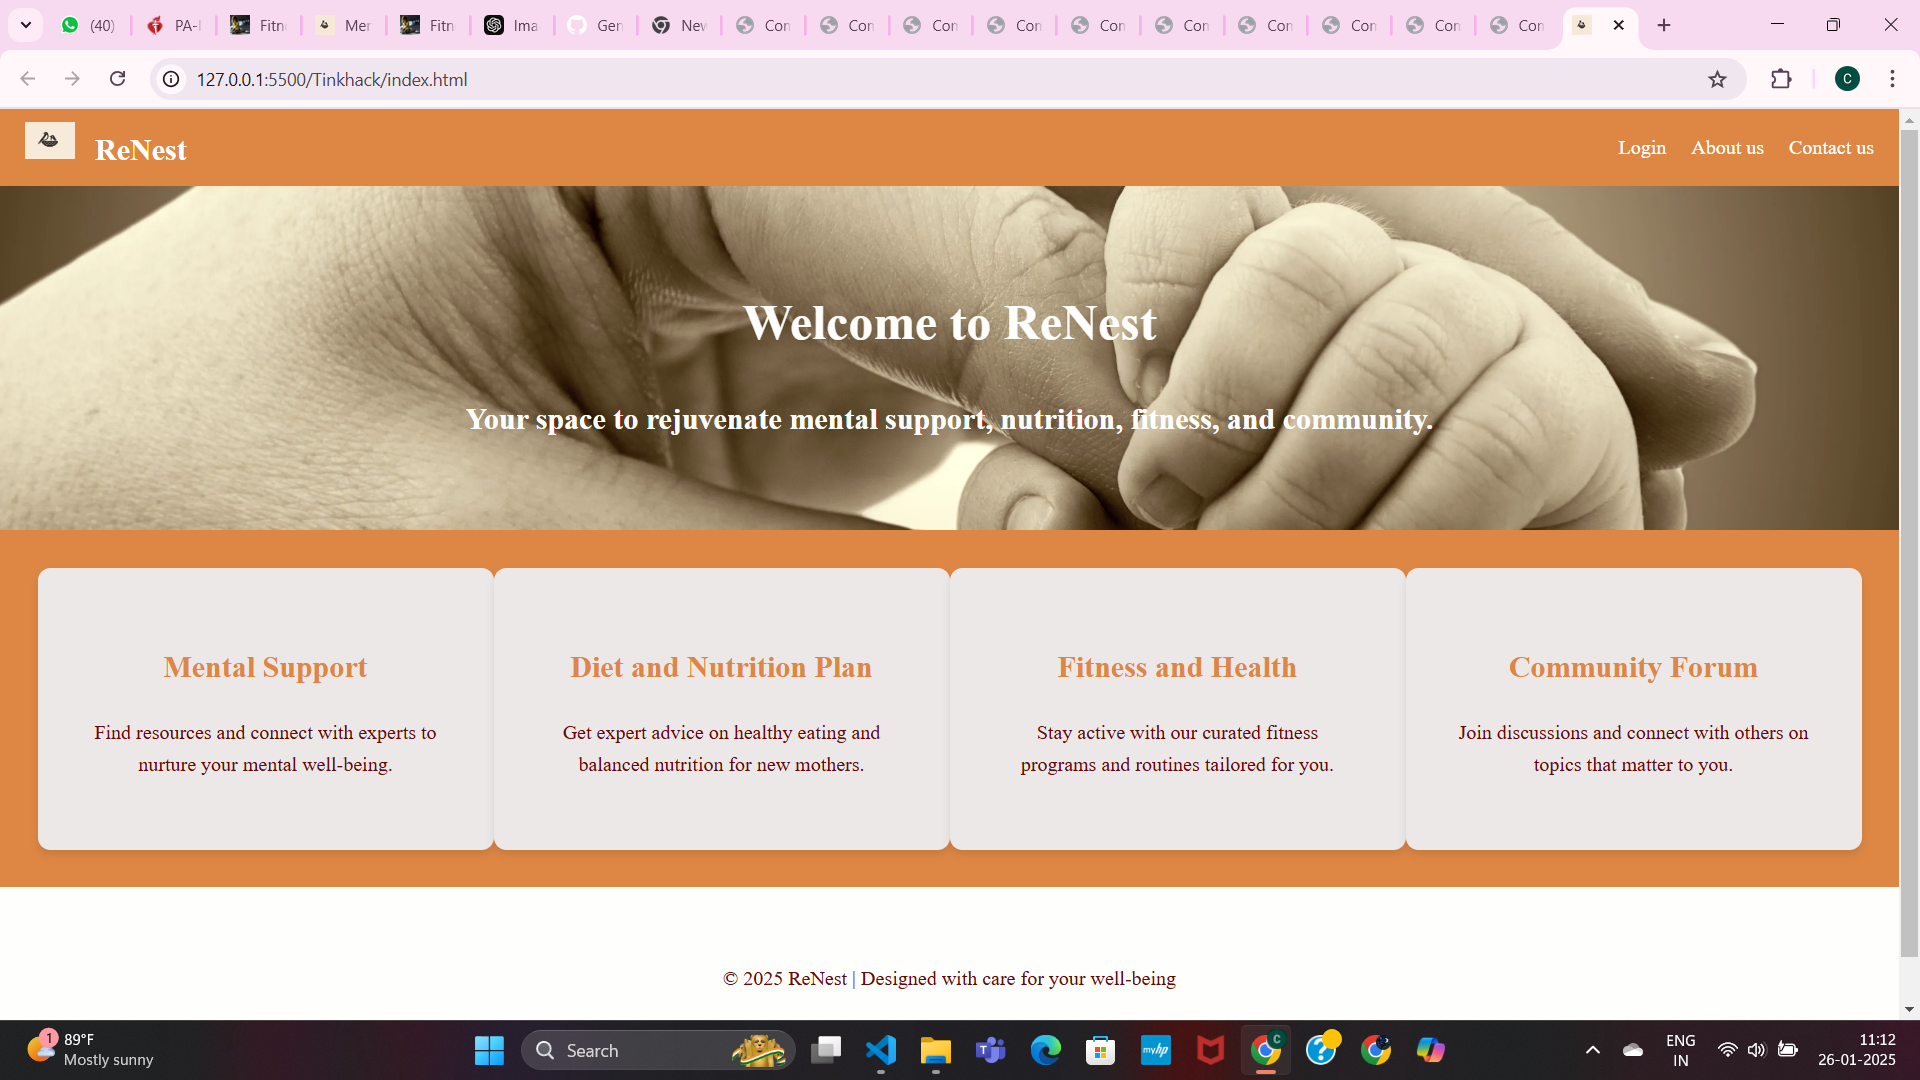 (40)
PA-I
Fitn
Mer
Fitn
Ima
Gen
Nev
Con
Con
Con
Con
Con
Con
Con
Con
Con
Con
127.0.0.1:5500/Tinkhack/index.html
C
ReNest
Login About us Contact us
Welcome to ReNest
Your space to rejuvenate mental support, nutrition, fitness, and community.
Mental Support
Find resources and connect with experts to
nurture your mental well-being.
Diet and Nutrition Plan
Get expert advice on healthy eating and
balanced nutrition for new mothers.
Fitness and Health
Stay active with our curated fitness
programs and routines tailored for you.
Community Forum
Join discussions and connect with others on
topics that matter to you.
© 2025 ReNest | Designed with care for your well-being
1
89°F
Mostly sunny
Search
T
myhp
C
?
ENG
IN
11:12
26-01-2025